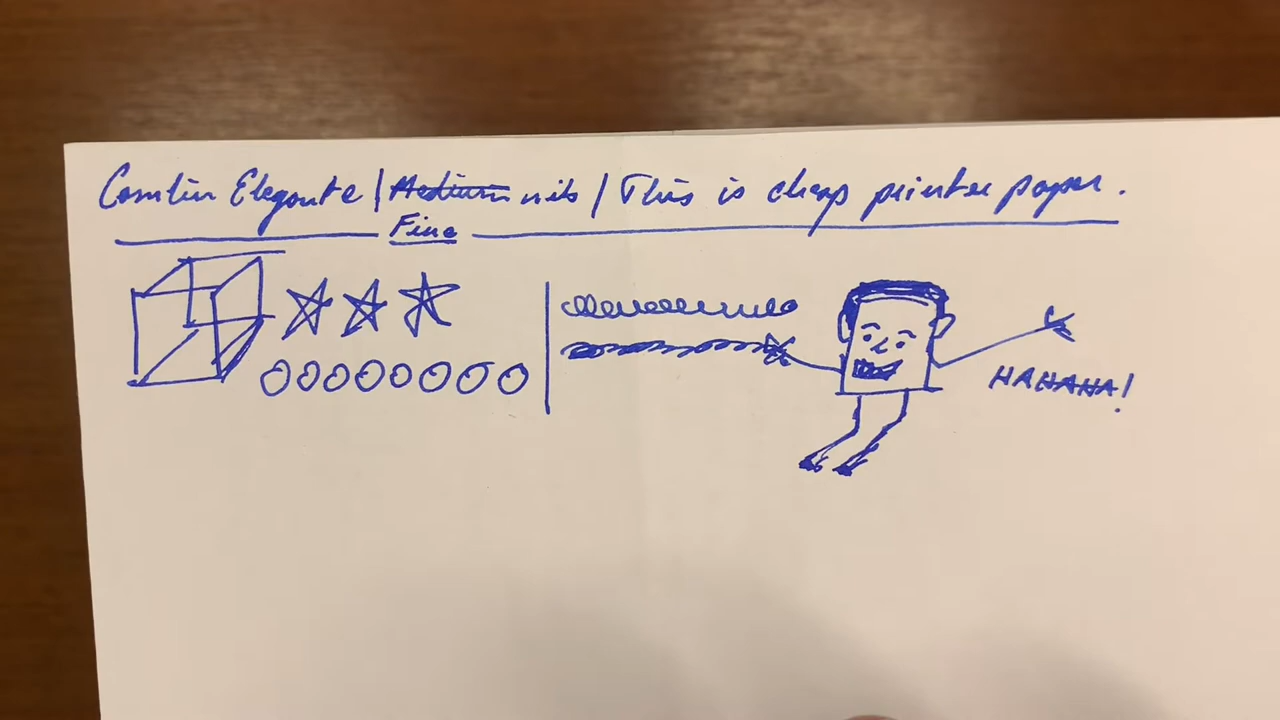 Conklin Elegante / Medium nib / This is cheap printer paper.
Fine
HAHAHA!